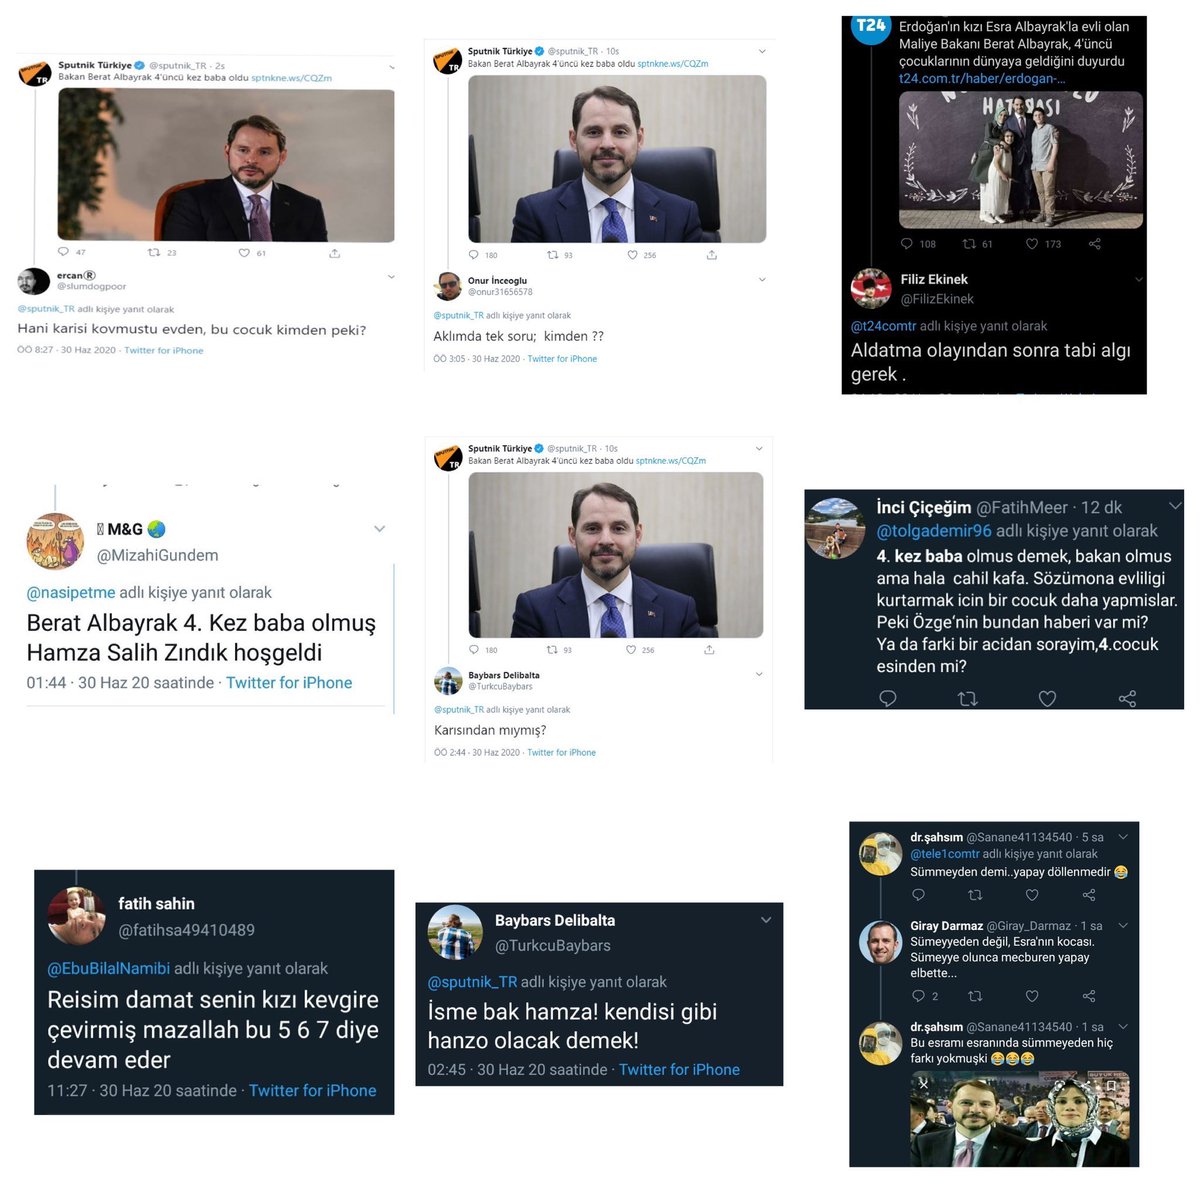 Sputnik Türkiye @sputnik_TR · 2s
Bakan Berat Albayrak 4'üncü kez baba oldu sptnkne.ws/CQZm
TR
47 23 61
ercanⓇ
@slumdogpoor
@sputnik_TR adlı kişiye yanıt olarak
Hani karisi kovmustu evden, bu cocuk kimden peki?
ÖÖ 8:27 · 30 Haz 2020 · Twitter for iPhone
Sputnik Türkiye @sputnik_TR · 10s
Bakan Berat Albayrak 4'üncü kez baba oldu sptnkne.ws/CQZm
SPUTNIK
TR
180 93 256
Onur İnceoglu
@onur31656578
@sputnik_TR adlı kişiye yanıt olarak
Aklımda tek soru; kimden ??
ÖÖ 3:05 · 30 Haz 2020 · Twitter for iPhone
T24
Erdoğan'ın kızı Esra Albayrak'la evli olan
Maliye Bakanı Berat Albayrak, 4'üncü
çocuklarının dünyaya geldiğini duyurdu
t24.com.tr/haber/erdogan-...
HATIRASI
108 61 173
Filiz Ekinek
@FilizEkinek
@t24comtr adlı kişiye yanıt olarak
Aldatma olayından sonra tabi algı
gerek .
M&G
@MizahiGundem
@nasipetme adlı kişiye yanıt olarak
Berat Albayrak 4. Kez baba olmuş
Hamza Salih Zındık hoşgeldi
01:44 · 30 Haz 20 saatinde · Twitter for iPhone
Sputnik Türkiye @sputnik_TR · 10s
Bakan Berat Albayrak 4'üncü kez baba oldu sptnkne.ws/CQZm
SPUTNIK
TR
180 93 256
Baybars Delibalta
@TurkcuBaybars
@sputnik_TR adlı kişiye yanıt olarak
Karısından mıymış?
ÖÖ 2:44 · 30 Haz 2020 · Twitter for iPhone
İnci Çiçeğim @FatihMeer · 12 dk
@tolgademir96 adlı kişiye yanıt olarak
4. kez baba olmus demek, bakan olmus
ama hala cahil kafa. Sözümona evliligi
kurtarmak icin bir cocuk daha yapmislar.
Peki Özge'nin bundan haberi var mi?
Ya da farki bir acidan sorayim,4.cocuk
esinden mi?
fatih sahin
@fatihsa49410489
@EbuBilalNamibi adlı kişiye yanıt olarak
Reisim damat senin kızı kevgire
çevirmiş mazallah bu 5 6 7 diye
devam eder
11:27 · 30 Haz 20 saatinde · Twitter for iPhone
Baybars Delibalta
@TurkcuBaybars
@sputnik_TR adlı kişiye yanıt olarak
İsme bak hamza! kendisi gibi
hanzo olacak demek!
02:45 · 30 Haz 20 saatinde · Twitter for iPhone
dr.şahsım @Sanane41134540 · 5 sa
@tele1comtr adlı kişiye yanıt olarak
Sümmeyden demi..yapay döllenmedir 😂
Giray Darmaz @Giray_Darmaz · 1 sa
Sümeyyeden değil, Esra'nın kocası.
Sümeyye olunca mecburen yapay
elbette...
2
dr.şahsım @Sanane41134540 · 1 sa
Bu esramı esranında sümmeyeden hiç
farkı yokmuşki 😂😂😂